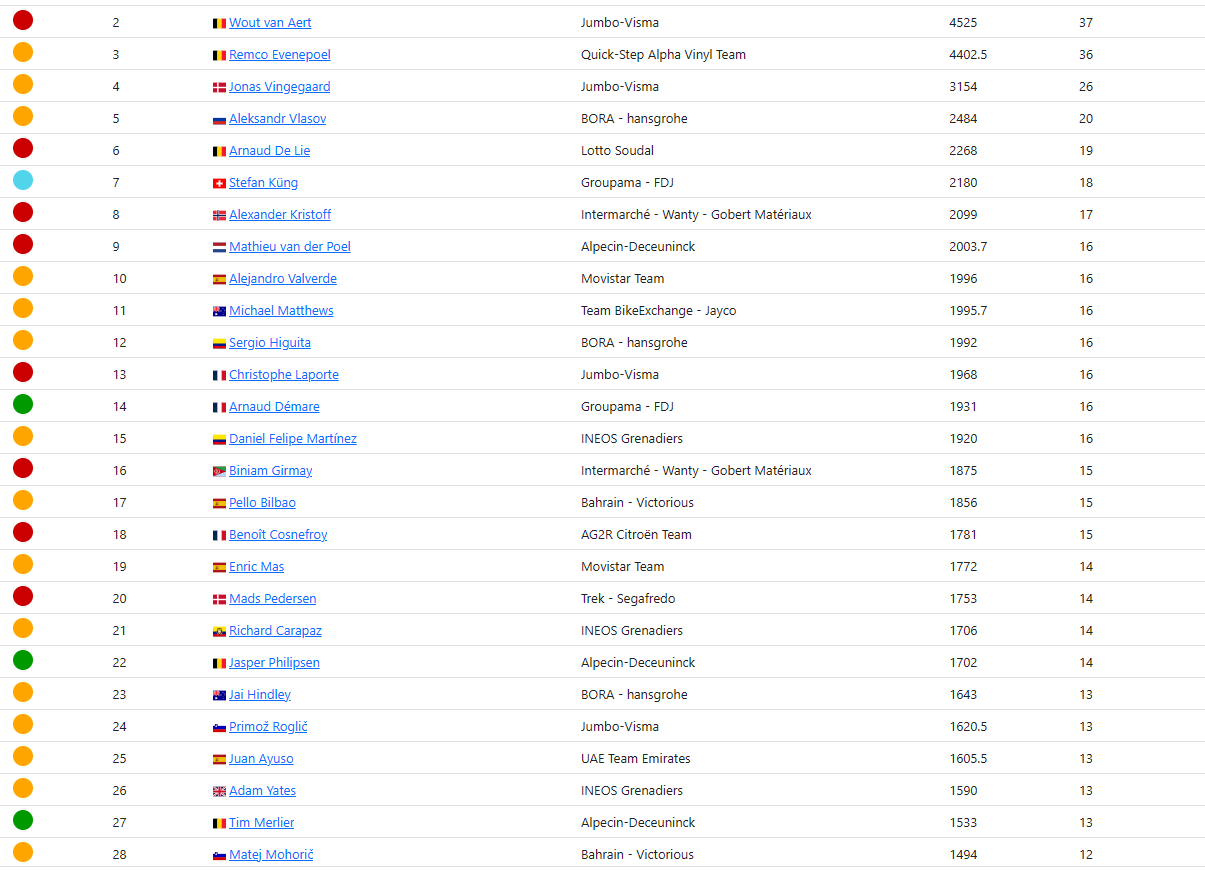 2 Wout van Aert Jumbo-Visma 4525 37
3 Remco Evenepoel Quick-Step Alpha Vinyl Team 4402.5 36
4 Jonas Vingegaard Jumbo-Visma 3154 26
5 Aleksandr Vlasov BORA - hansgrohe 2484 20
6 Arnaud De Lie Lotto Soudal 2268 19
7 Stefan Küng Groupama - FDJ 2180 18
8 Alexander Kristoff Intermarché - Wanty - Gobert Matériaux 2099 17
9 Mathieu van der Poel Alpecin-Deceuninck 2003.7 16
10 Alejandro Valverde Movistar Team 1996 16
11 Michael Matthews Team BikeExchange - Jayco 1995.7 16
12 Sergio Higuita BORA - hansgrohe 1992 16
13 Christophe Laporte Jumbo-Visma 1968 16
14 Arnaud Démare Groupama - FDJ 1931 16
15 Daniel Felipe Martínez INEOS Grenadiers 1920 16
16 Biniam Girmay Intermarché - Wanty - Gobert Matériaux 1875 15
17 Pello Bilbao Bahrain - Victorious 1856 15
18 Benoît Cosnefroy AG2R Citroën Team 1781 15
19 Enric Mas Movistar Team 1772 14
20 Mads Pedersen Trek - Segafredo 1753 14
21 Richard Carapaz INEOS Grenadiers 1706 14
22 Jasper Philipsen Alpecin-Deceuninck 1702 14
23 Jai Hindley BORA - hansgrohe 1643 13
24 Primož Roglič Jumbo-Visma 1620.5 13
25 Juan Ayuso UAE Team Emirates 1605.5 13
26 Adam Yates INEOS Grenadiers 1590 13
27 Tim Merlier Alpecin-Deceuninck 1533 13
28 Matej Mohorič Bahrain - Victorious 1494 12